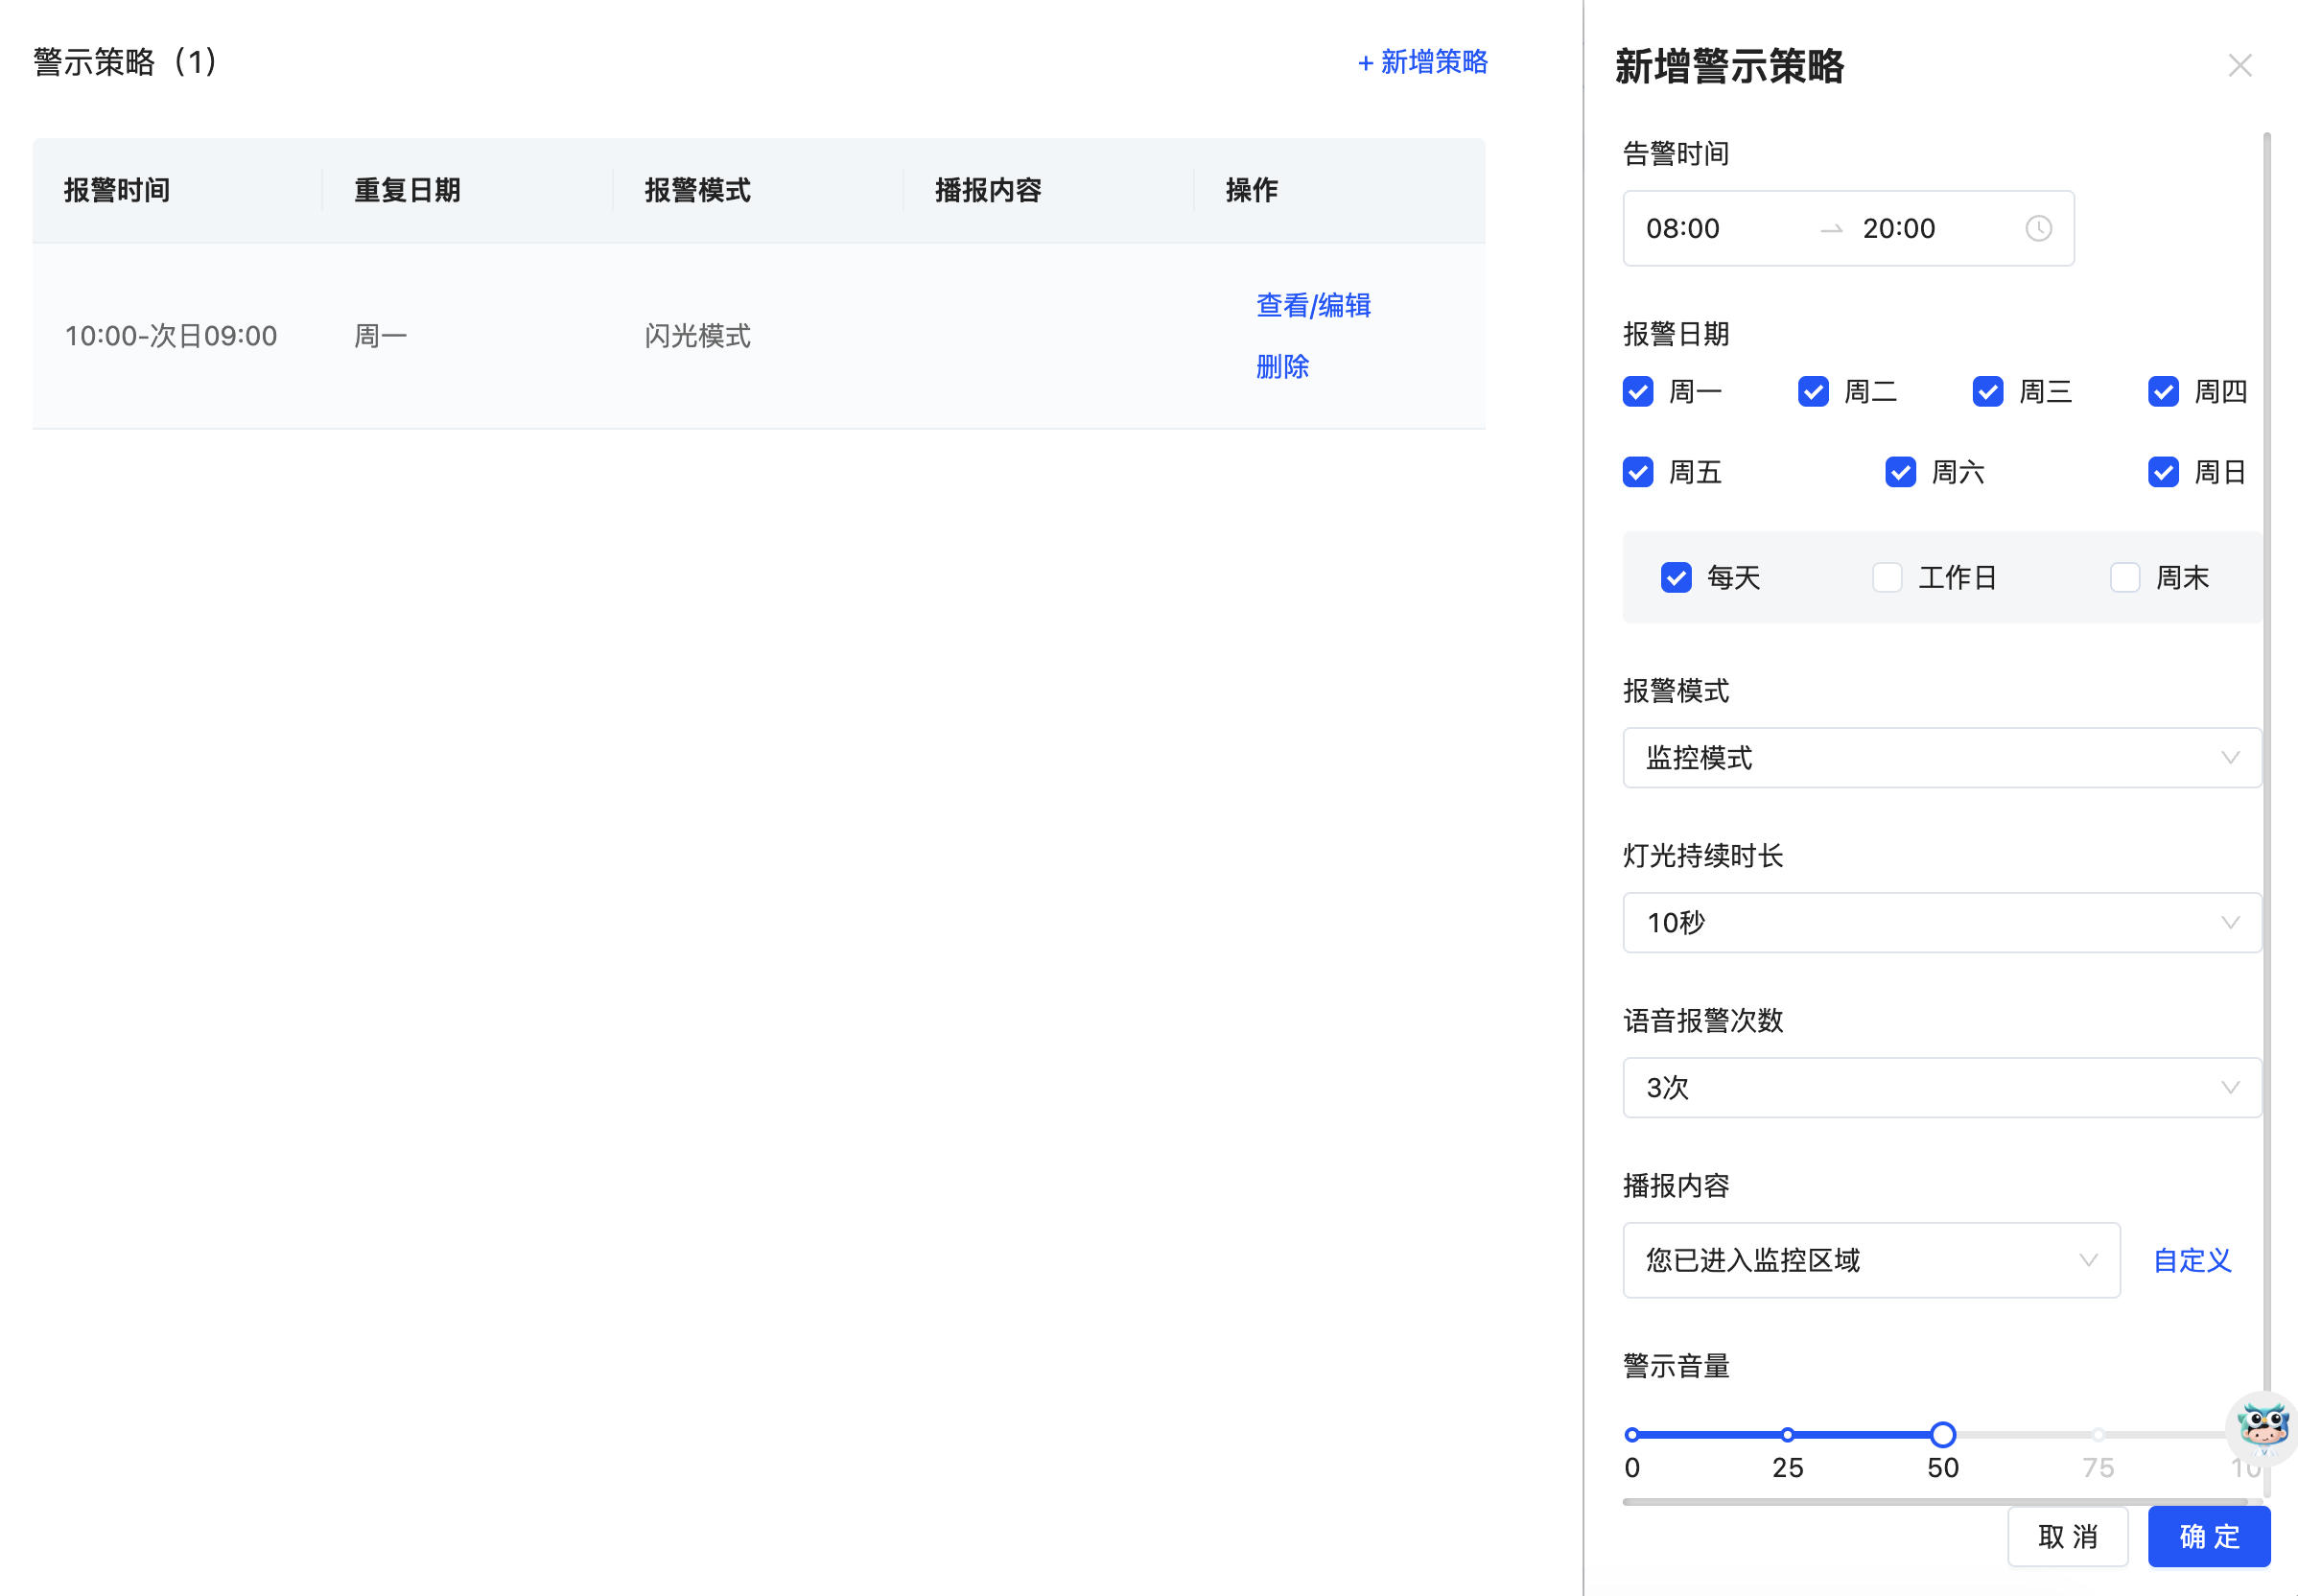 警示策略（1）
+ 新增策略
报警时间 重复日期 报警模式 播报内容 操作
10:00-次日09:00 周一 闪光模式 查看/编辑
删除
新增警示策略
告警时间
08:00 → 20:00
报警日期
周一 周二 周三 周四
周五 周六 周日
每天 工作日 周末
报警模式
监控模式
灯光持续时长
10秒
语音报警次数
3次
播报内容
您已进入监控区域 自定义
警示音量
0 25 50 75 10
取 消 确 定